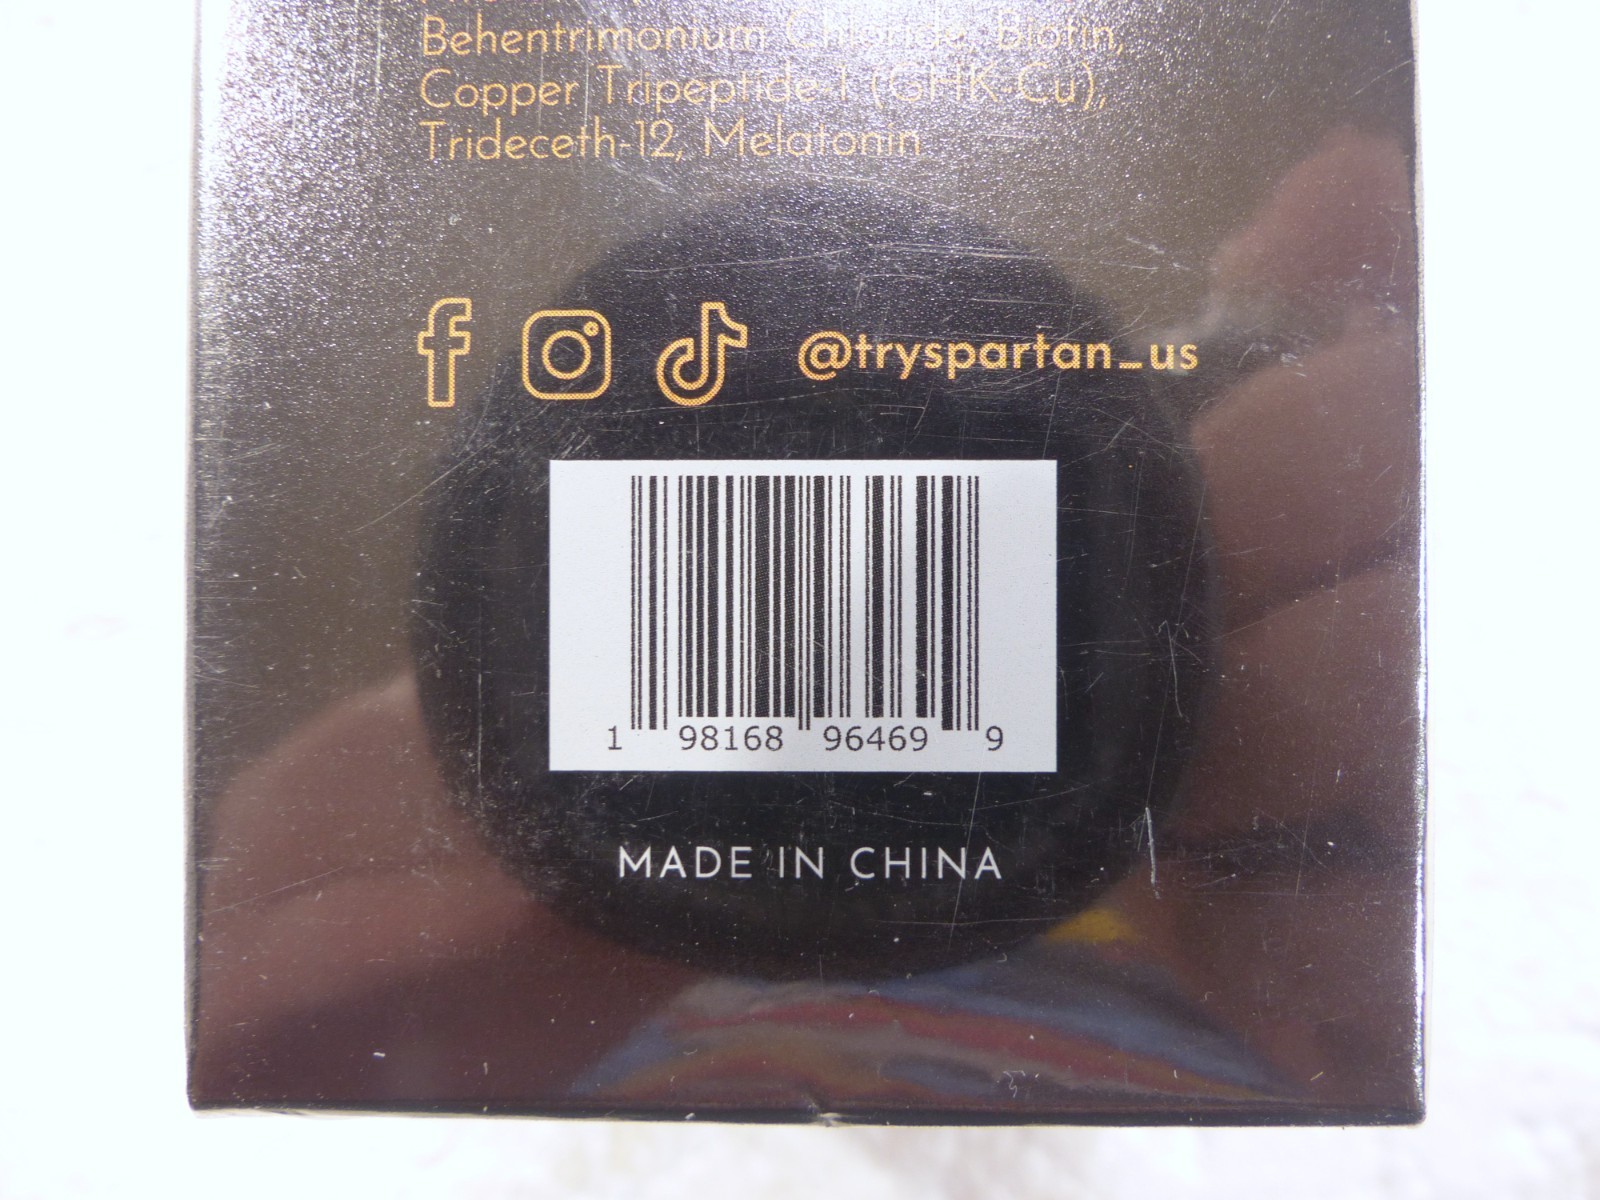 Behentrimonium Chloride, Biotin,
Copper Tripeptide-1 (GHK-Cu),
Trideceth-12, Melatonin
@tryspartan_us
1 98168 96469 9
MADE IN CHINA